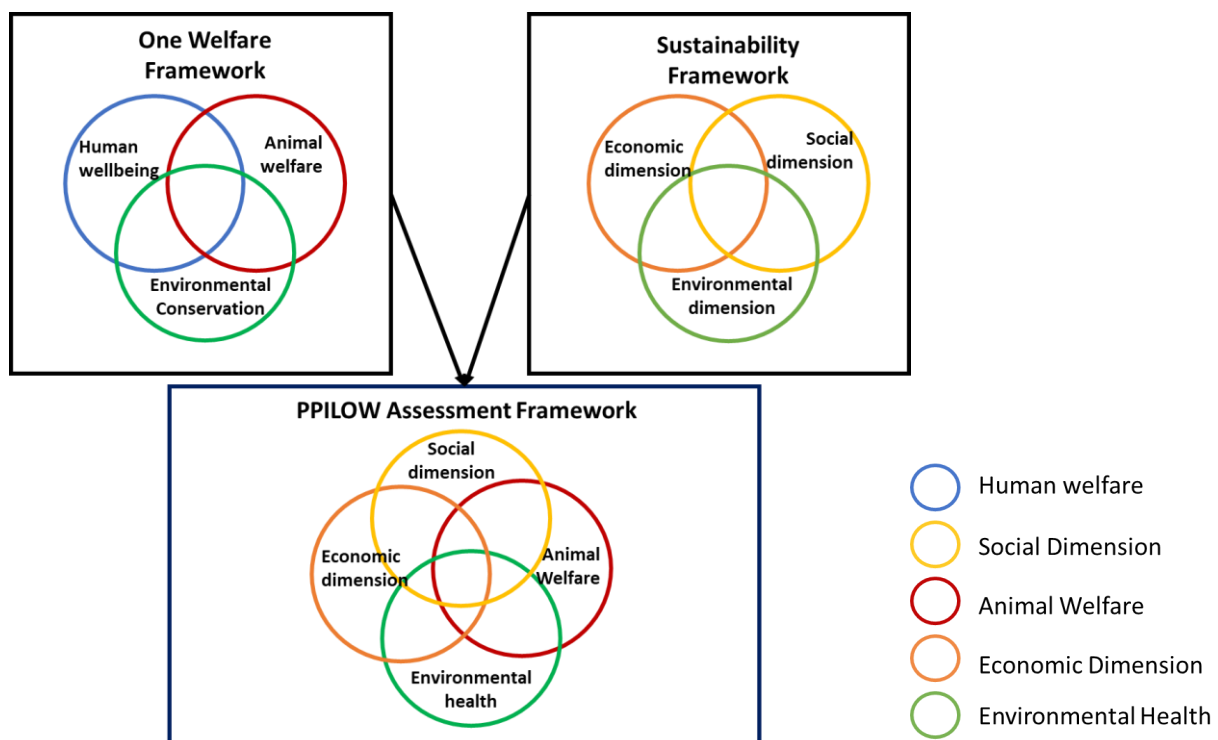 One Welfare
Framework
Human
wellbeing
Animal
welfare
Environmental
Conservation
Sustainability
Framework
Economic
dimension
Social
dimension
Environmental
dimension
PPILOW Assessment Framework
Social
dimension
Economic
dimension
Animal
Welfare
Environmental
health
Human welfare
Social Dimension
Animal Welfare
Economic Dimension
Environmental Health